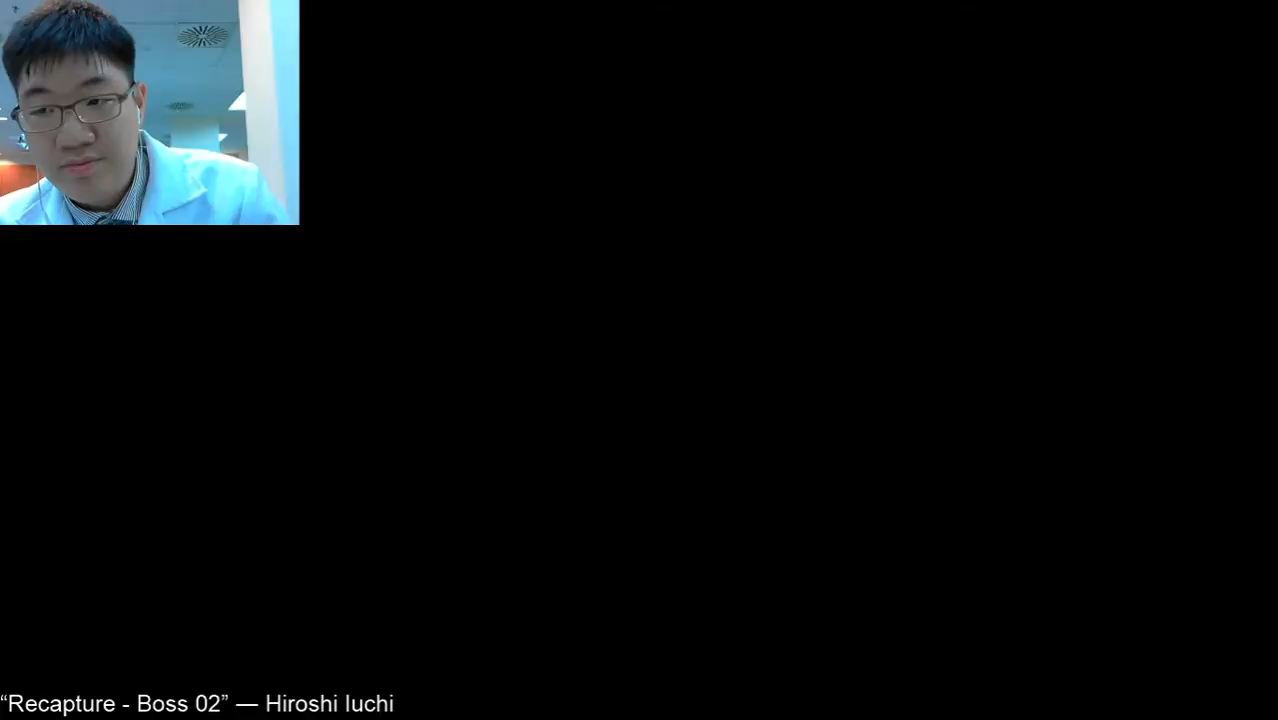 “Recapture - Boss 02” — Hiroshi Iuchi